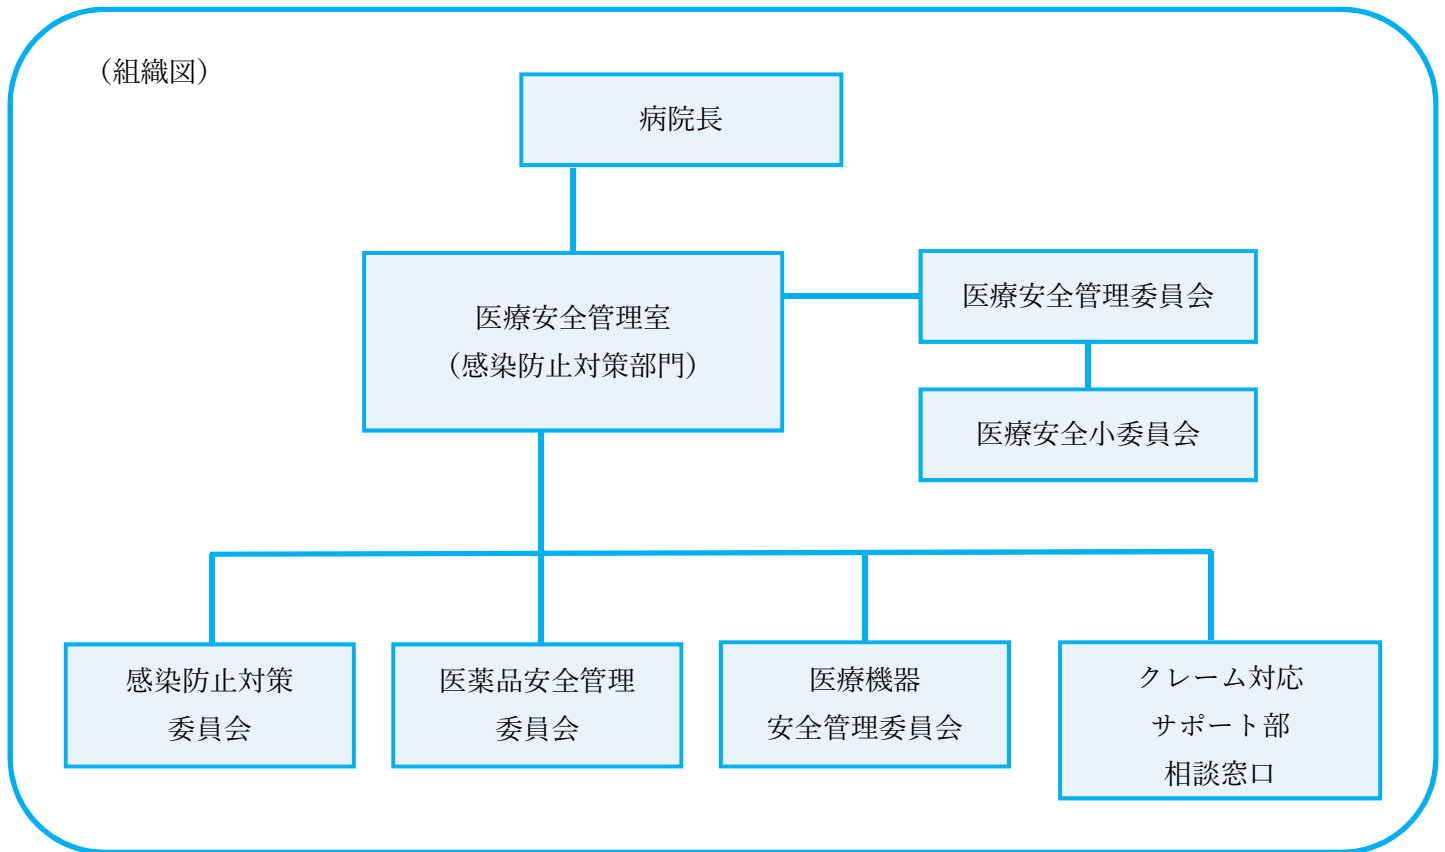 （組織図）
病院長
医療安全管理室
（感染防止対策部門）
医療安全管理委員会
医療安全小委員会
感染防止対策
委員会
医薬品安全管理
委員会
医療機器
安全管理委員会
クレーム対応
サポート部
相談窓口